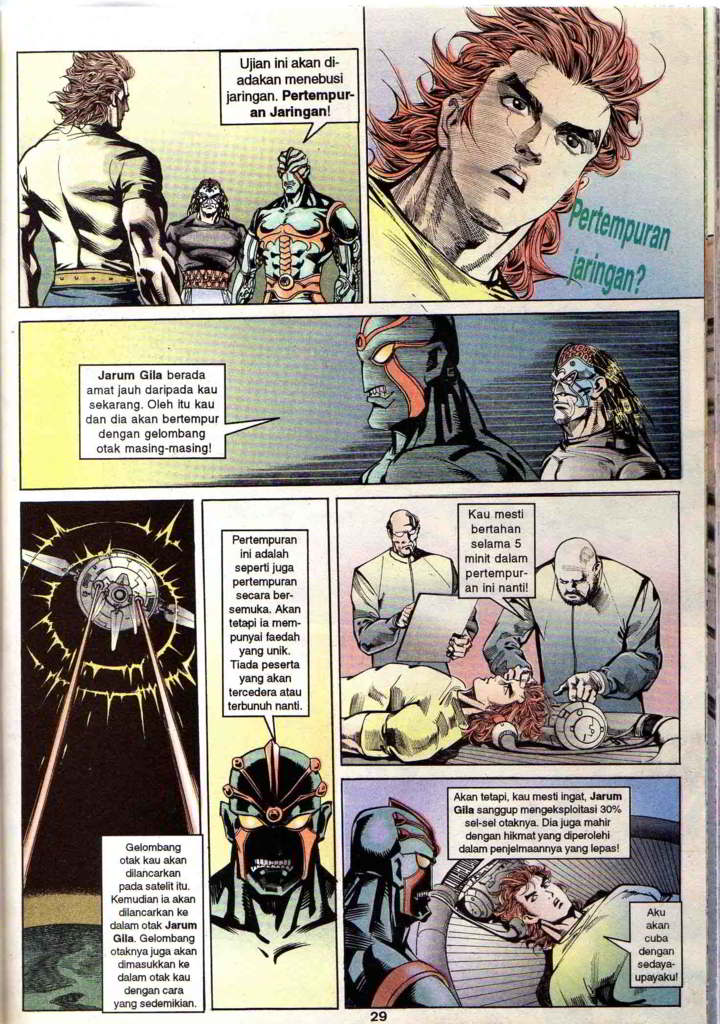 Ujian ini akan di-
adakan menebusi
jaringan. Pertempur-
an Jaringan!
Pertempuran
jaringan?
Jarum Gila berada
amat jauh daripada kau
sekarang. Oleh itu kau
dan dia akan bertempur
dengan gelombang
otak masing-masing!
Gelombang
otak kau akan
dilancarkan
pada satelit itu.
Kemudian ia akan
dilancarkan ke
dalam otak Jarum
Gila. Gelombang
otaknya juga akan
dimasukkan ke
dalam otak kau
dengan cara
yang sedemikian.
Pertempuran
ini adalah
seperti juga
pertempuran
secara ber-
semuka. Akan
tetapi ia mem-
punyai faedah
yang unik.
Tiada peserta
yang akan
tercedera atau
terbunuh nanti.
Kau mesti
bertahan
selama 5
minit dalam
pertempur-
an ini nanti!
Akan tetapi, kau mesti ingat, Jarum
Gila sanggup mengeksploitasi 30%
sel-sel otaknya. Dia juga mahir
dengan hikmat yang diperolehi
dalam penjelmaannya yang lepas!
Aku
akan
cuba
dengan
sedaya-
upayaku!
29